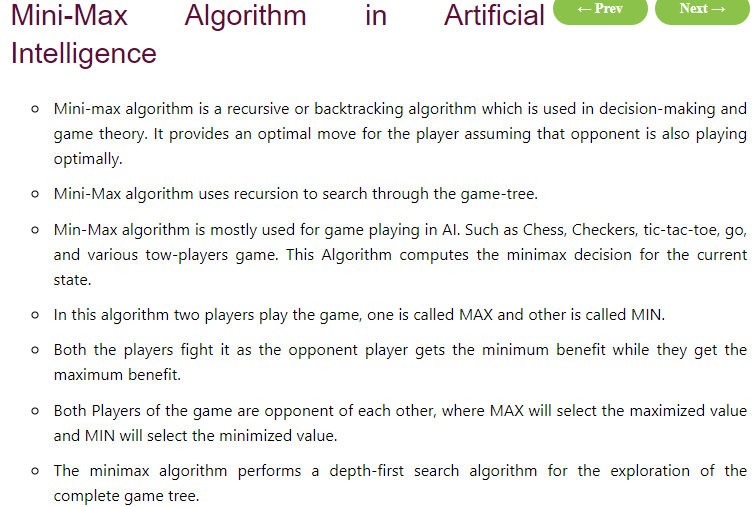 Mini-Max Algorithm in Artificial
Intelligence
← Prev
Next →
Mini-max algorithm is a recursive or backtracking algorithm which is used in decision-making and
game theory. It provides an optimal move for the player assuming that opponent is also playing
optimally.
Mini-Max algorithm uses recursion to search through the game-tree.
Min-Max algorithm is mostly used for game playing in AI. Such as Chess, Checkers, tic-tac-toe, go,
and various tow-players game. This Algorithm computes the minimax decision for the current
state.
In this algorithm two players play the game, one is called MAX and other is called MIN.
Both the players fight it as the opponent player gets the minimum benefit while they get the
maximum benefit.
Both Players of the game are opponent of each other, where MAX will select the maximized value
and MIN will select the minimized value.
The minimax algorithm performs a depth-first search algorithm for the exploration of the
complete game tree.